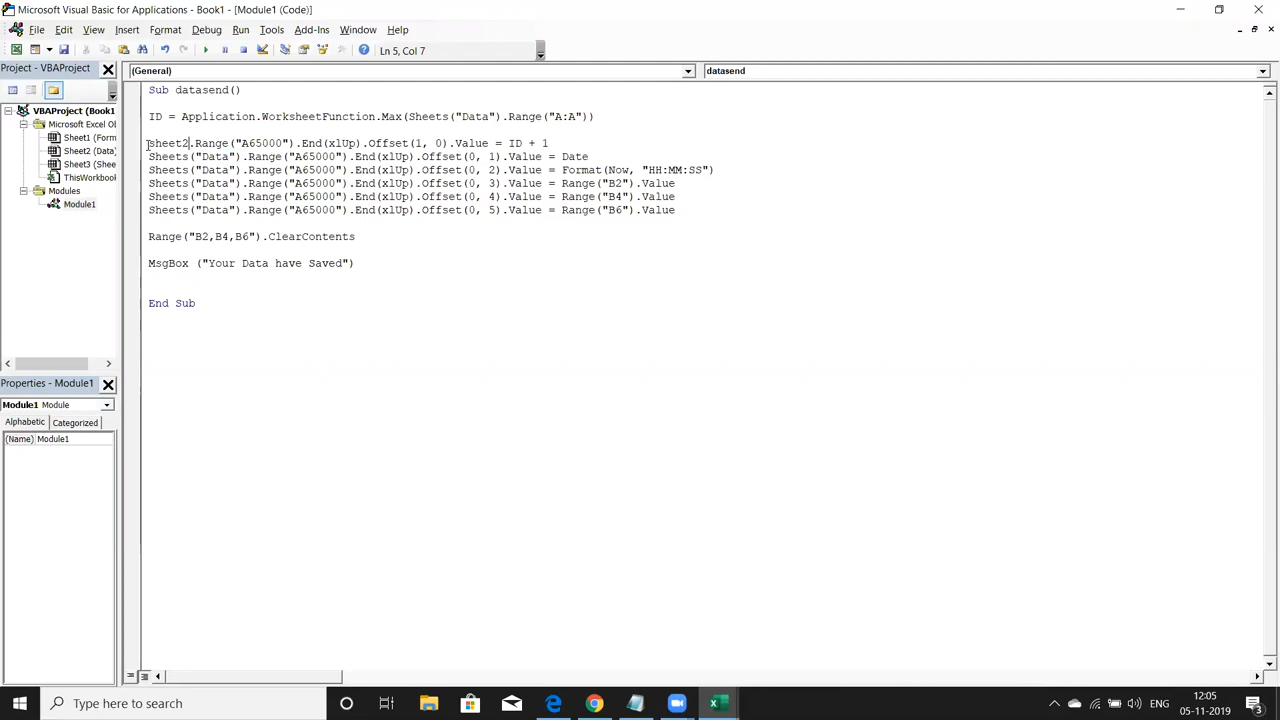 Microsoft Visual Basic for Applications - Book1 - [Module1 (Code)]
File Edit View Insert Format Debug Run Tools Add-Ins Window Help
Ln 5, Col 7
Project - VBAProject
(General)
datasend
VBAProject (Book1
Microsoft Excel Obj
Sheet1 (Form
Sheet2 (Data)
Sheet3 (Shee
ThisWorkbook
Modules
Module1
Sub datasend()
ID = Application.WorksheetFunction.Max(Sheets("Data").Range("A:A"))
sheet2.Range("A65000").End(xlUp).Offset(1, 0).Value = ID + 1
Sheets("Data").Range("A65000").End(xlUp).Offset(0, 1).Value = Date
Sheets("Data").Range("A65000").End(xlUp).Offset(0, 2).Value = Format(Now, "HH:MM:SS")
Sheets("Data").Range("A65000").End(xlUp).Offset(0, 3).Value = Range("B2").Value
Sheets("Data").Range("A65000").End(xlUp).Offset(0, 4).Value = Range("B4").Value
Sheets("Data").Range("A65000").End(xlUp).Offset(0, 5).Value = Range("B6").Value
Range("B2,B4,B6").ClearContents
MsgBox ("Your Data have Saved")
End Sub
Properties - Module1
Module1 Module
Alphabetic Categorized
(Name) Module1
Type here to search
ENG
12:05
05-11-2019
3